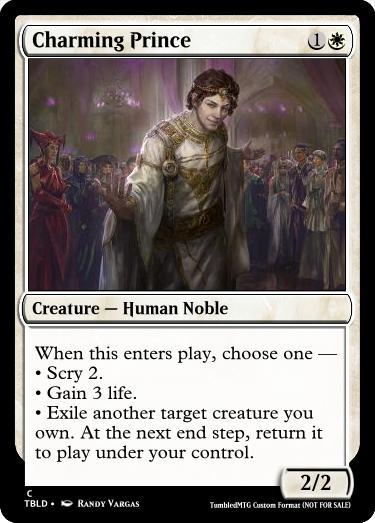 Charming Prince 1
Creature — Human Noble
When this enters play, choose one —
• Scry 2.
• Gain 3 life.
• Exile another target creature you
own. At the next end step, return it
to play under your control.
2/2
C
TBLD • Randy Vargas
TumbledMTG Custom Format (NOT FOR SALE)